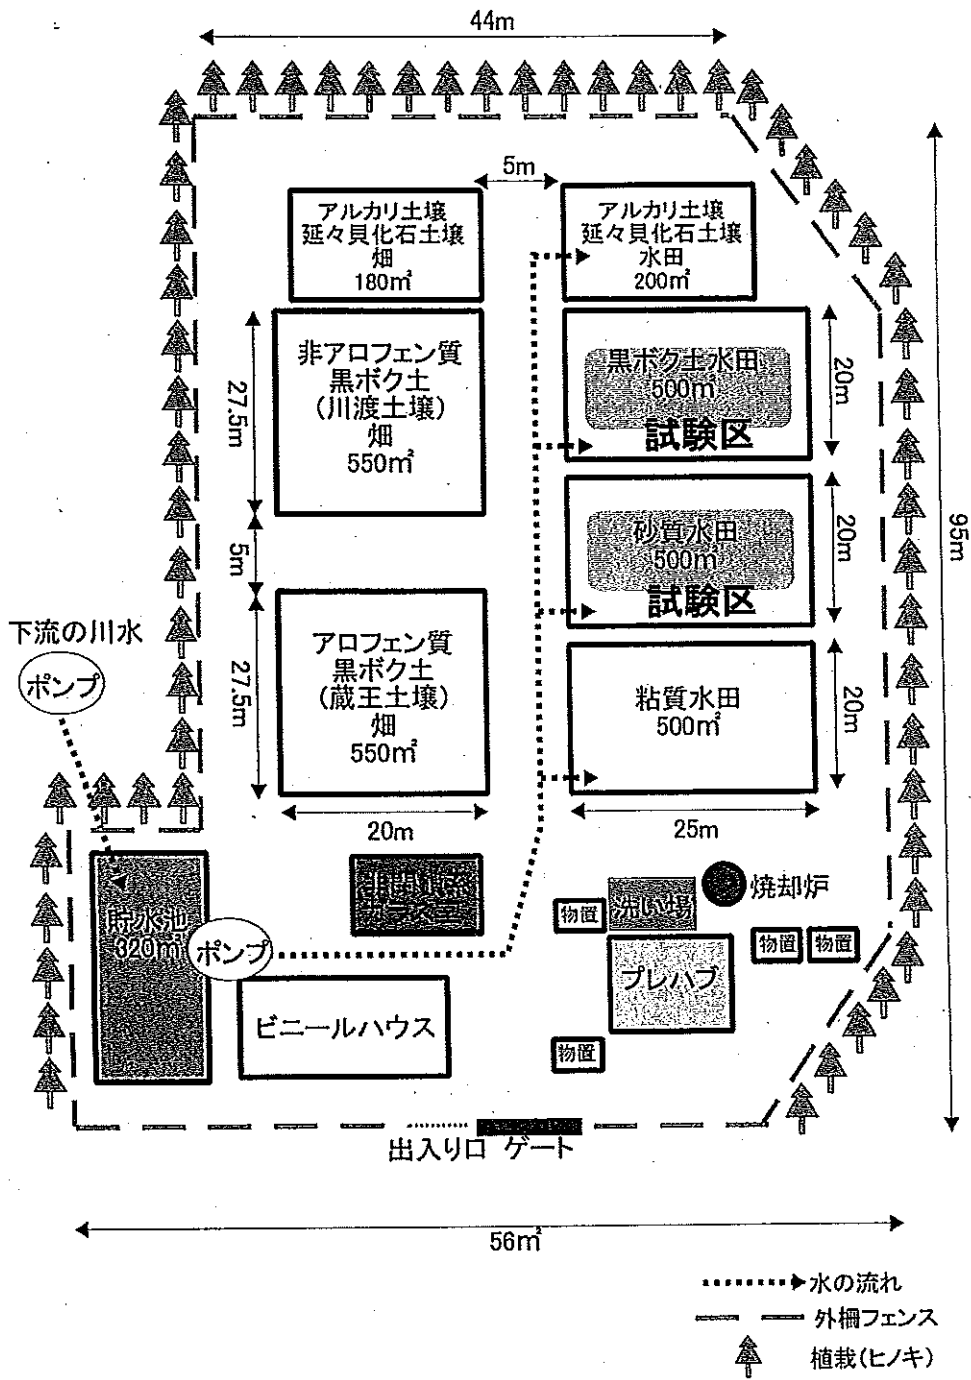 44m
5m
アルカリ土壌
延々貝化石土壌
畑
180㎡
アルカリ土壌
延々貝化石土壌
水田
200㎡
27.5m
非アロフェン質
黒ボク土
(川渡土壌)
畑
550㎡
黒ボク土水田
500㎡
試験区
20m
5m
砂質水田
500㎡
試験区
20m
95m
下流の川水
ポンプ
27.5m
アロフェン質
黒ボク土
(蔵王土壌)
畑
550㎡
粘質水田
500㎡
20m
20m
25m
貯水池
320㎡
ポンプ
ガラス室
物置
洗い場
焼却炉
物置
物置
プレハブ
ビニールハウス
物置
出入り口 ゲート
56㎡
水の流れ
外柵フェンス
植栽(ヒノキ)